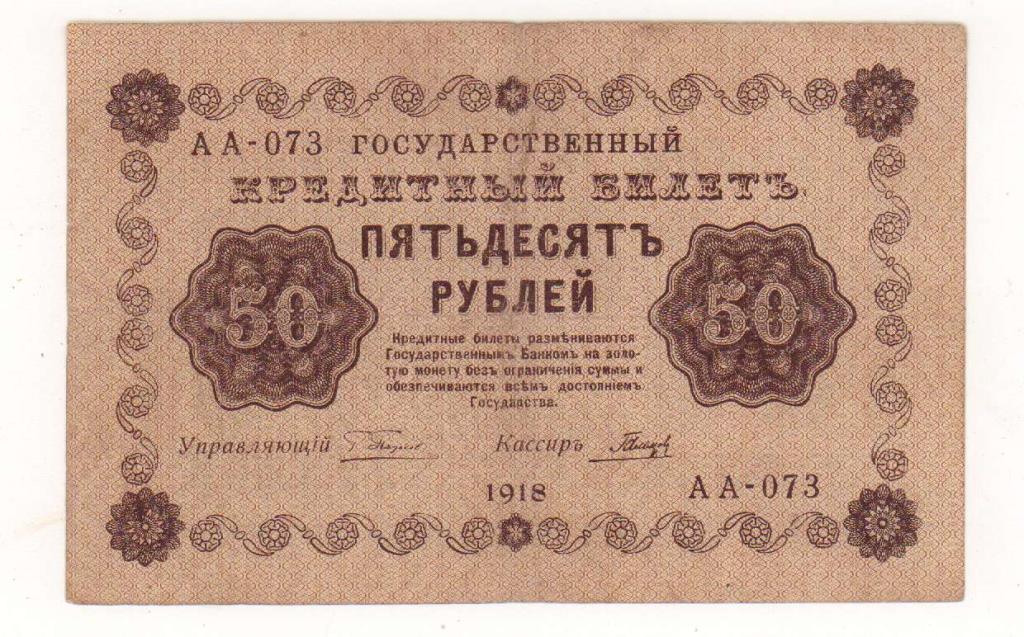 АА-073 ГОСУДАРСТВЕННЫЙ
КРЕДИТНЫЙ БИЛЕТЪ
ПЯТЬДЕСЯТЪ
РУБЛЕЙ
50
50
Кредитные билеты размѣниваются
Государственнымъ Банкомъ на золо-
тую монету безъ ограниченія суммы и
обезпечиваются всѣмъ достояніемъ
Государства.
Управляющій
Кассиръ
1918
АА-073